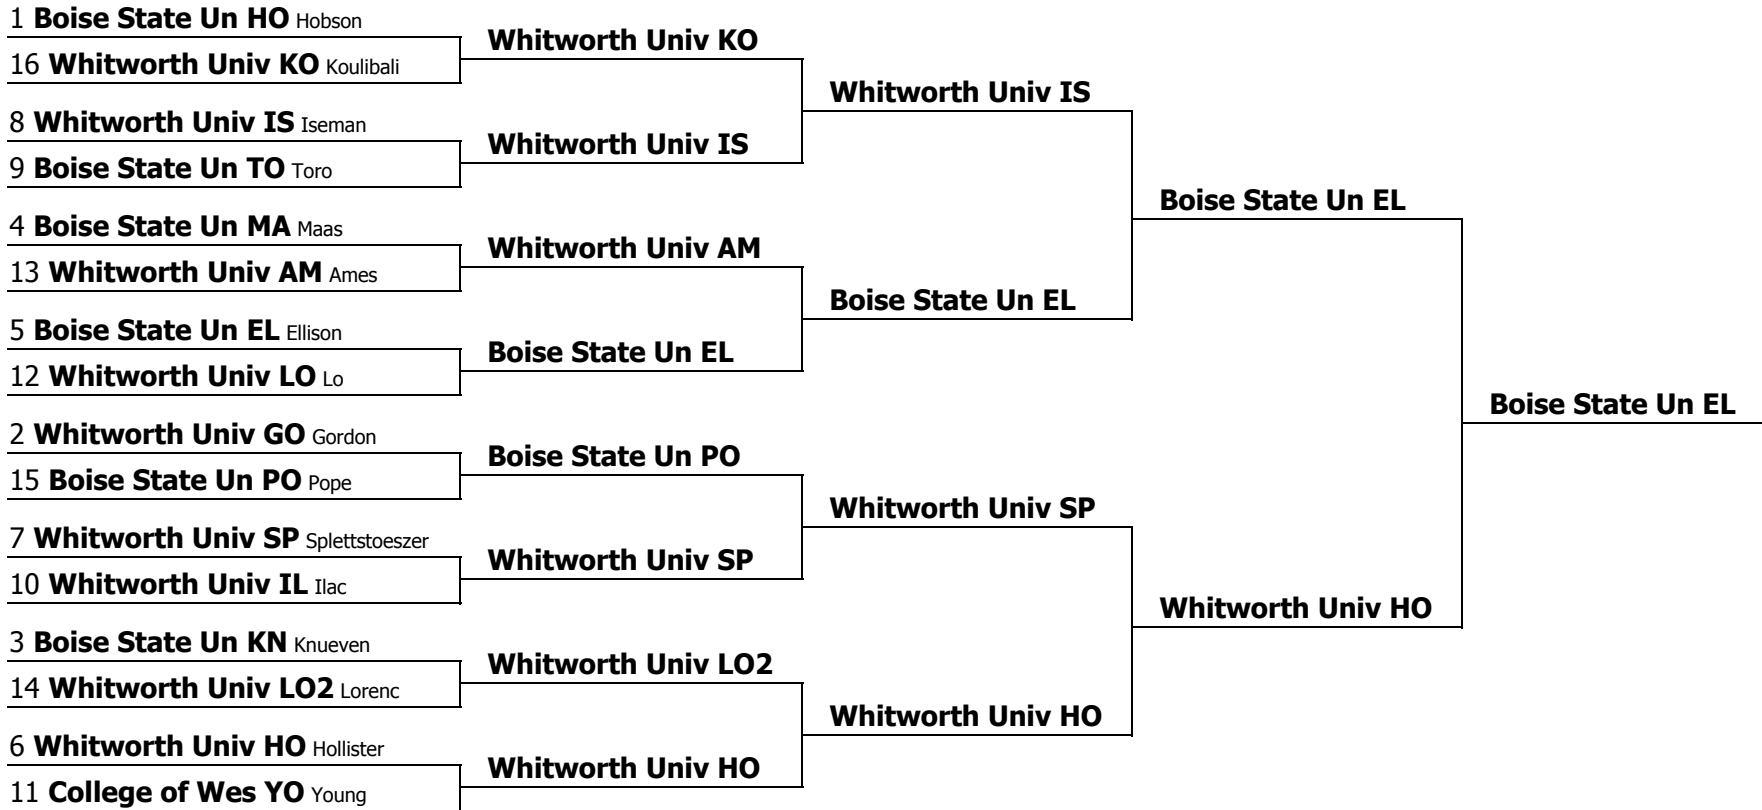 1 Boise State Un HO Hobson
16 Whitworth Univ KO Koulibali
8 Whitworth Univ IS Iseman
9 Boise State Un TO Toro
4 Boise State Un MA Maas
13 Whitworth Univ AM Ames
5 Boise State Un EL Ellison
12 Whitworth Univ LO Lo
2 Whitworth Univ GO Gordon
15 Boise State Un PO Pope
7 Whitworth Univ SP Splettstoeszer
10 Whitworth Univ IL Ilac
3 Boise State Un KN Knueven
14 Whitworth Univ LO2 Lorenc
6 Whitworth Univ HO Hollister
11 College of Wes YO Young
Whitworth Univ KO
Whitworth Univ IS
Whitworth Univ AM
Boise State Un EL
Boise State Un PO
Whitworth Univ SP
Whitworth Univ LO2
Whitworth Univ HO
Whitworth Univ IS
Boise State Un EL
Whitworth Univ SP
Whitworth Univ HO
Boise State Un EL
Whitworth Univ HO
Boise State Un EL